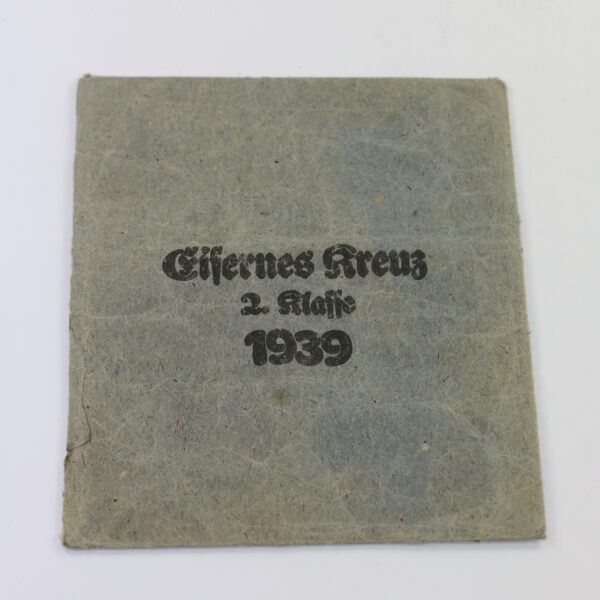 Eisernes Kreuz
2. Klasse
1939